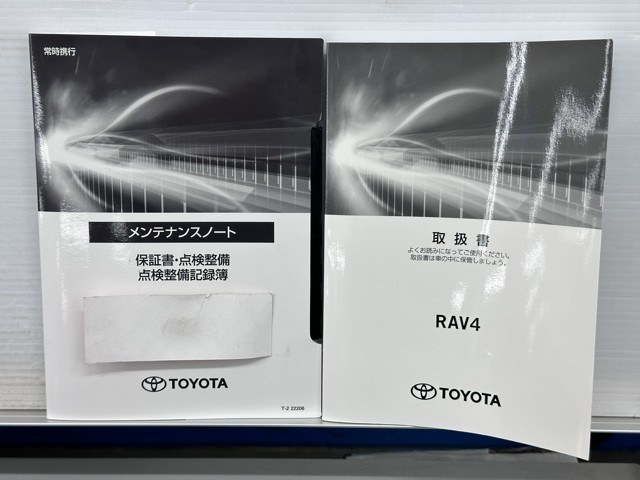 常時携行
メンテナンスノート
保証書・点検整備
点検整備記録簿
TOYOTA
T-2 22206
取扱書
よくお読みになってご使用ください。
取扱書は車の中に保管しましょう。
RAV4
TOYOTA